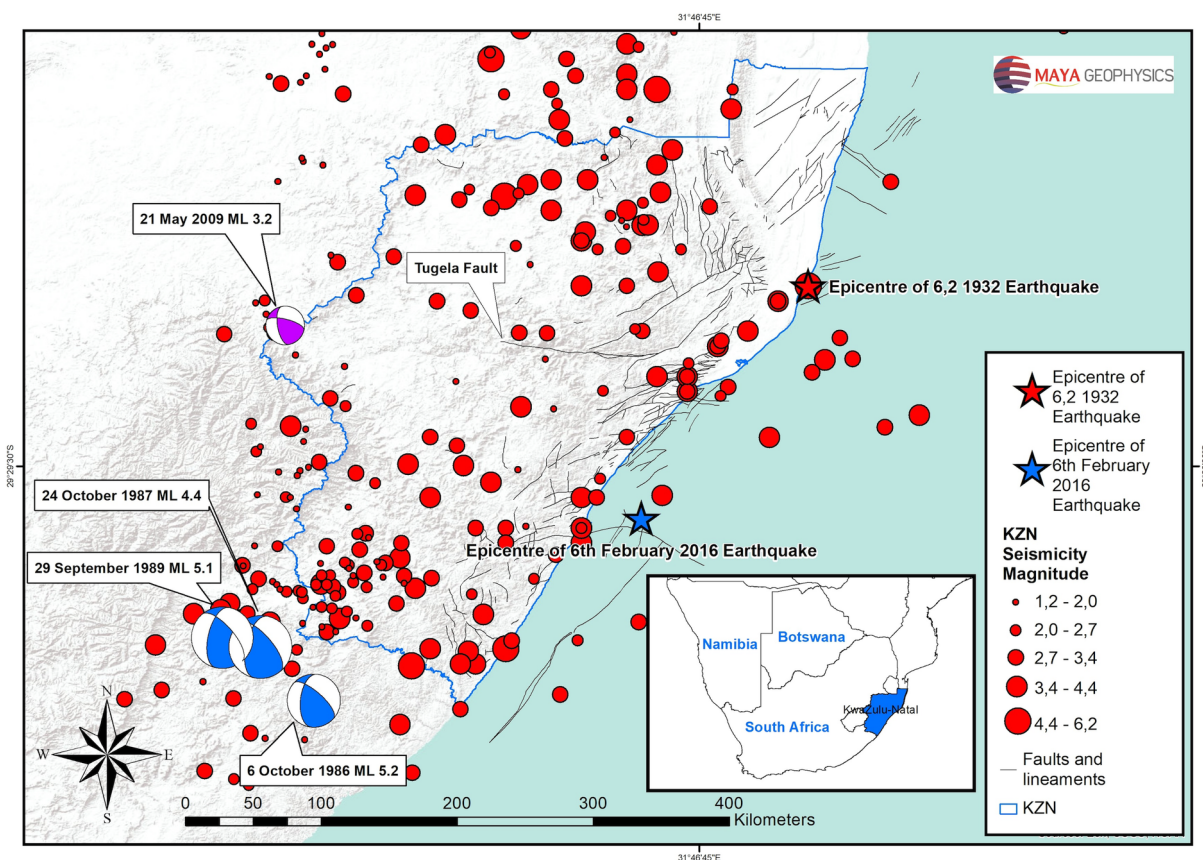 31°46'45"E
MAYA GEOPHYSICS
21 May 2009 ML 3.2
Tugela Fault
Epicentre of 6,2 1932 Earthquake
29°29'30"S
24 October 1987 ML 4.4
29 September 1989 ML 5.1
Epicentre of 6th February 2016 Earthquake
6 October 1986 ML 5.2
N
W
E
S
0
50
100
200
300
400
Kilometers
Namibia
Botswana
South Africa
KwaZulu-Natal
Epicentre of
6,2 1932
Earthquake
Epicentre of
6th February
2016
Earthquake
KZN
Seismicity
Magnitude
1,2 - 2,0
2,0 - 2,7
2,7 - 3,4
3,4 - 4,4
4,4 - 6,2
Faults and
lineaments
KZN
31°46'45"E